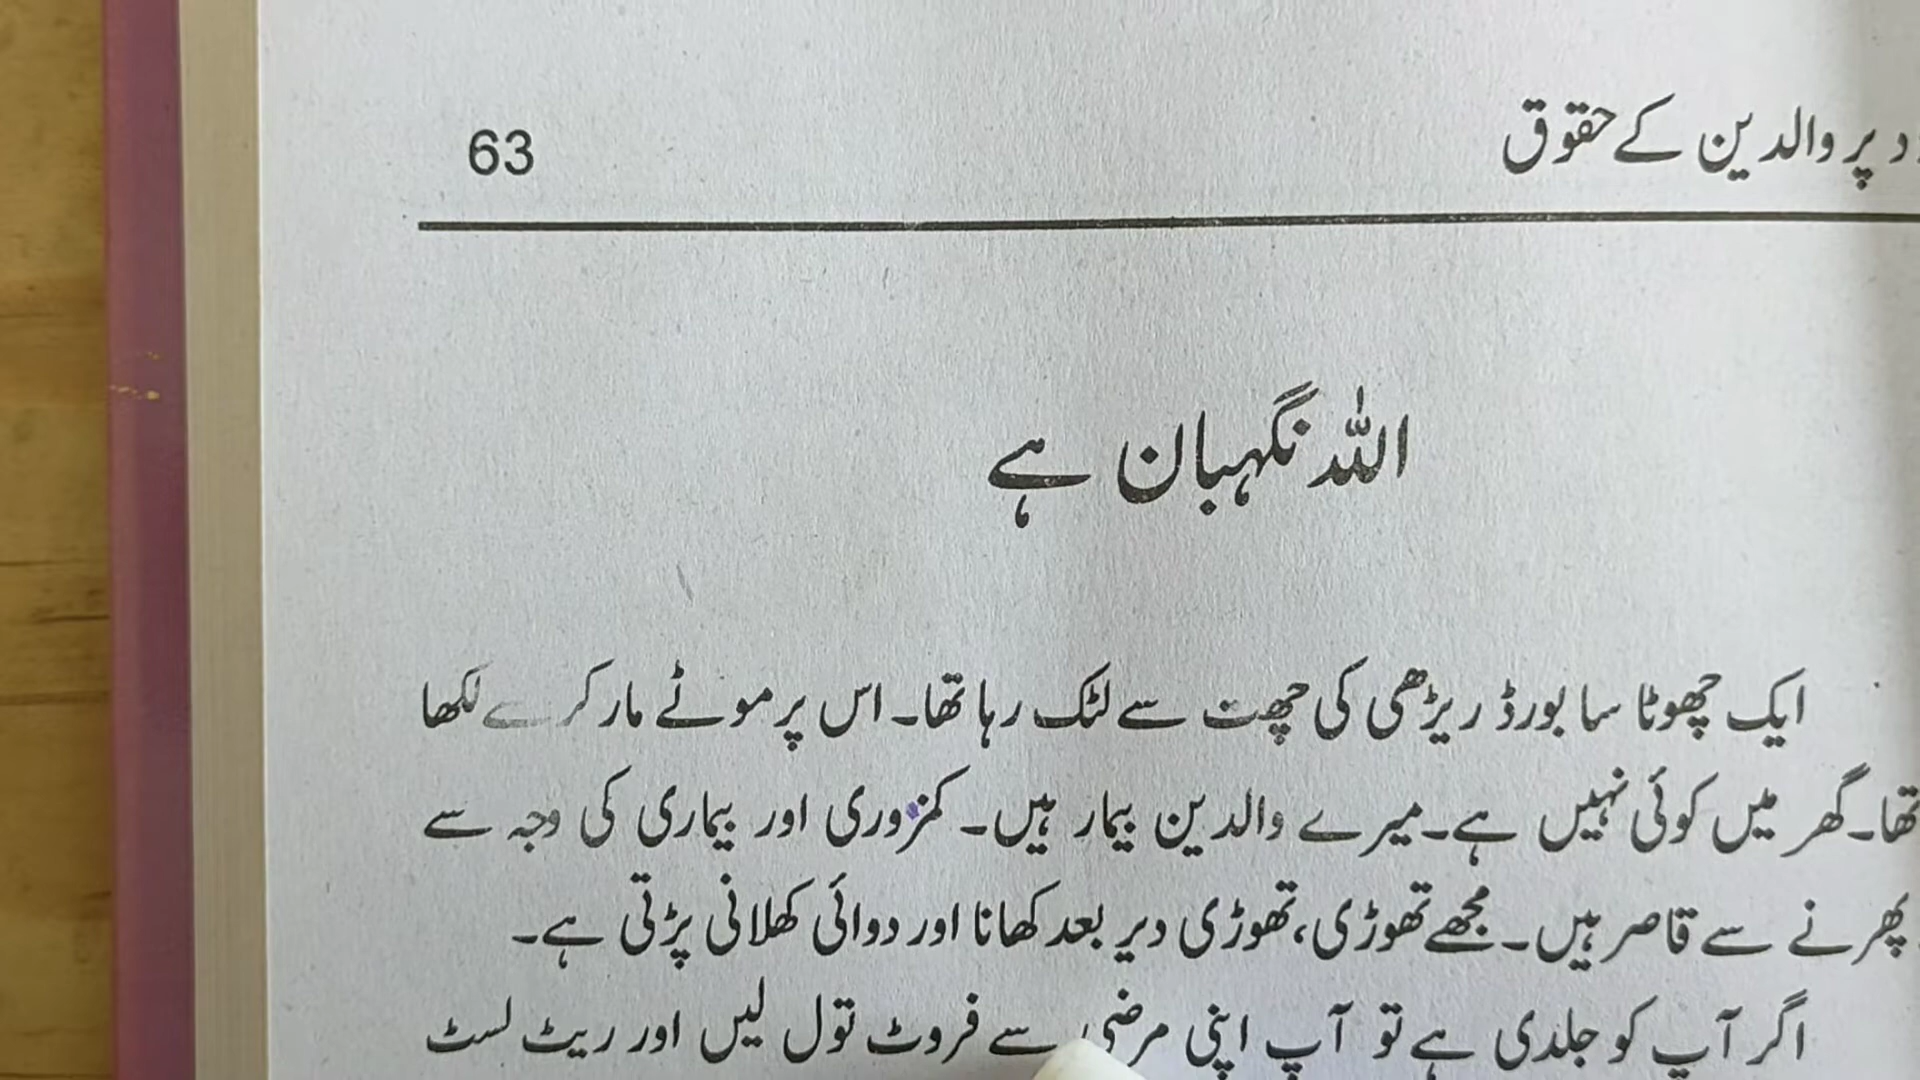 پر والدین کے حقوق
63
اللہ نگہبان ہے
ایک چھوٹا سا بورڈ ریڑھی کی چھت سے لٹک رہا تھا۔ اس پر موٹے مارکر سے لکھا
تھا۔ گھر میں کوئی نہیں ہے۔ میرے والدین بیمار ہیں۔ کمزوری اور بیماری کی وجہ سے
پھرنے سے قاصر ہیں۔ مجھے تھوڑی، تھوڑی دیر بعد کھانا اور دوائی کھلانی پڑتی ہے۔
اگر آپ کو جلدی ہے تو آپ اپنی مرضی سے فروٹ تول لیں اور ریٹ لسٹ